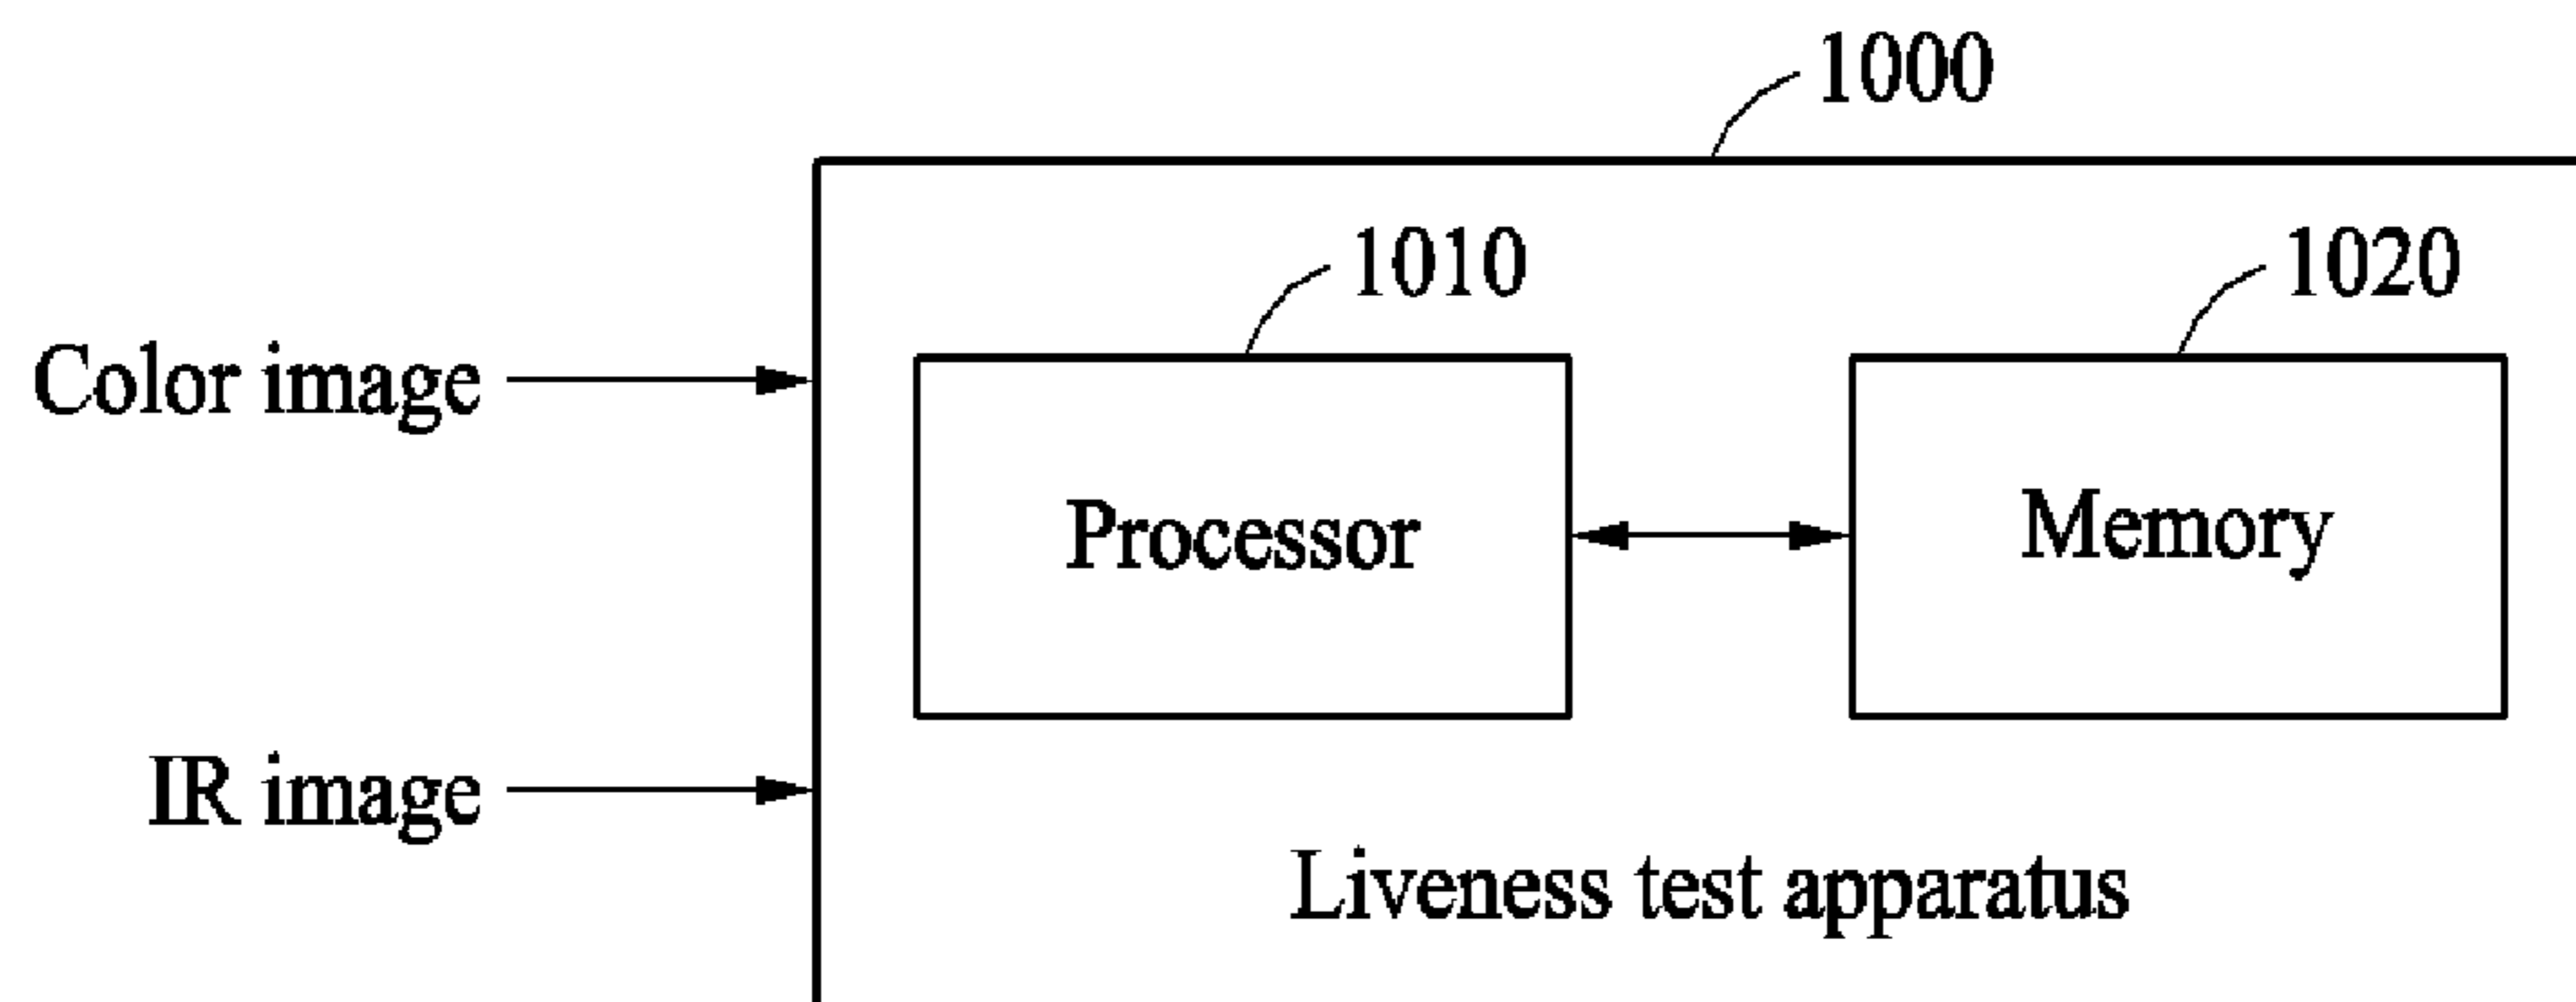 1000
1010
1020
Color image
Processor
Memory
IR image
Liveness test apparatus